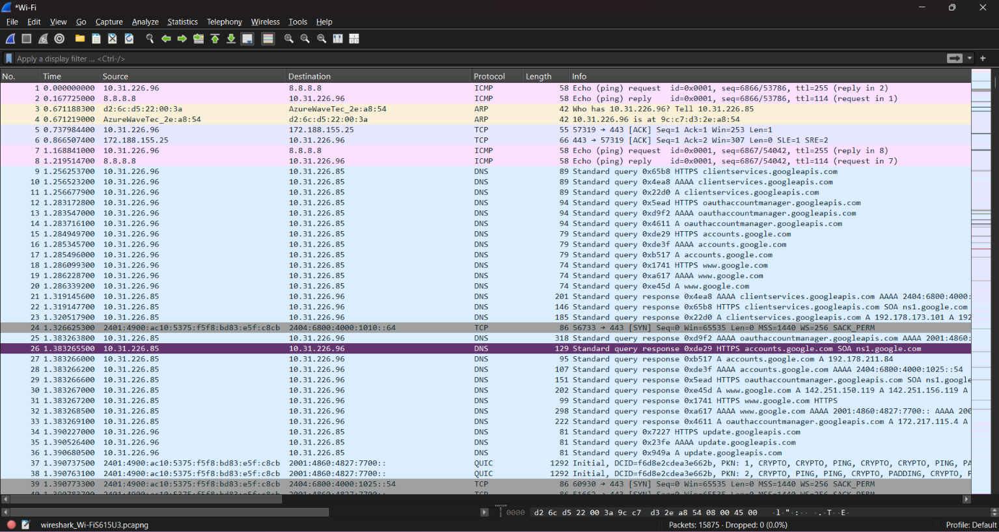 *Wi-Fi
File Edit View Go Capture Analyze Statistics Telephony Wireless Tools Help
Apply a display filter ... <Ctrl-/>
No. Time Source Destination Protocol Length Info
1 0.000000000 10.31.226.96 8.8.8.8 ICMP 58 Echo (ping) request id=0x0001, seq=6866/53786, ttl=255 (reply in 2)
2 0.167725000 8.8.8.8 10.31.226.96 ICMP 58 Echo (ping) reply id=0x0001, seq=6866/53786, ttl=114 (request in 1)
3 0.671188300 d2:6c:d5:22:00:3a AzureWaveTec_2e:a8:54 ARP 42 Who has 10.31.226.96? Tell 10.31.226.85
4 0.671219000 AzureWaveTec_2e:a8:54 d2:6c:d5:22:00:3a ARP 42 10.31.226.96 is at 9c:c7:d3:2e:a8:54
5 0.737984400 10.31.226.96 172.188.155.25 TCP 55 57319 → 443 [ACK] Seq=1 Ack=1 Win=253 Len=1
6 0.866507400 172.188.155.25 10.31.226.96 TCP 66 443 → 57319 [ACK] Seq=1 Ack=2 Win=307 Len=0 SLE=1 SRE=2
7 1.168841000 10.31.226.96 8.8.8.8 ICMP 58 Echo (ping) request id=0x0001, seq=6867/54042, ttl=255 (reply in 8)
8 1.219514700 8.8.8.8 10.31.226.96 ICMP 58 Echo (ping) reply id=0x0001, seq=6867/54042, ttl=114 (request in 7)
9 1.256253700 10.31.226.96 10.31.226.85 DNS 89 Standard query 0x65b8 HTTPS clientservices.googleapis.com
10 1.256523200 10.31.226.96 10.31.226.85 DNS 89 Standard query 0x4ea8 AAAA clientservices.googleapis.com
11 1.256677900 10.31.226.96 10.31.226.85 DNS 89 Standard query 0x22d0 A clientservices.googleapis.com
12 1.283172800 10.31.226.96 10.31.226.85 DNS 94 Standard query 0x5ead HTTPS oauthaccountmanager.googleapis.com
13 1.283547000 10.31.226.96 10.31.226.85 DNS 94 Standard query 0xd9f2 AAAA oauthaccountmanager.googleapis.com
14 1.283716100 10.31.226.96 10.31.226.85 DNS 94 Standard query 0x4611 A oauthaccountmanager.googleapis.com
15 1.284949700 10.31.226.96 10.31.226.85 DNS 79 Standard query 0xde29 HTTPS accounts.google.com
16 1.285345700 10.31.226.96 10.31.226.85 DNS 79 Standard query 0xde3f AAAA accounts.google.com
17 1.285496000 10.31.226.96 10.31.226.85 DNS 79 Standard query 0xb517 A accounts.google.com
18 1.286099300 10.31.226.96 10.31.226.85 DNS 74 Standard query 0x1741 HTTPS www.google.com
19 1.286228700 10.31.226.96 10.31.226.85 DNS 74 Standard query 0xa617 AAAA www.google.com
20 1.286339200 10.31.226.96 10.31.226.85 DNS 74 Standard query 0xe45d A www.google.com
21 1.319145600 10.31.226.85 10.31.226.96 DNS 201 Standard query response 0x4ea8 AAAA clientservices.googleapis.com AAAA 2404:6800:4000:
22 1.319147700 10.31.226.85 10.31.226.96 DNS 146 Standard query response 0x65b8 HTTPS clientservices.googleapis.com SOA ns1.google.com
23 1.320517900 10.31.226.85 10.31.226.96 DNS 185 Standard query response 0x22d0 A clientservices.googleapis.com A 192.178.173.101 A 192
24 1.326625300 2401:4900:ac10:5375:f5f8:bd83:e5f:c8cb 2404:6800:4000:1010::64 TCP 86 56733 → 443 [SYN] Seq=0 Win=65535 Len=0 MSS=1440 WS=256 SACK_PERM
25 1.383263800 10.31.226.85 10.31.226.96 DNS 318 Standard query response 0xd9f2 AAAA oauthaccountmanager.googleapis.com AAAA 2001:4860:
26 1.383265500 10.31.226.85 10.31.226.96 DNS 129 Standard query response 0xde29 HTTPS accounts.google.com SOA ns1.google.com
27 1.383266000 10.31.226.85 10.31.226.96 DNS 95 Standard query response 0xb517 A accounts.google.com A 192.178.211.84
28 1.383266200 10.31.226.85 10.31.226.96 DNS 107 Standard query response 0xde3f AAAA accounts.google.com AAAA 2404:6800:4000:1025::54
29 1.383266600 10.31.226.85 10.31.226.96 DNS 151 Standard query response 0x5ead HTTPS oauthaccountmanager.googleapis.com SOA ns1.google
30 1.383267000 10.31.226.85 10.31.226.96 DNS 202 Standard query response 0xe45d A www.google.com A 142.251.150.119 A 142.251.156.119 A
31 1.383267200 10.31.226.85 10.31.226.96 DNS 99 Standard query response 0x1741 HTTPS www.google.com HTTPS
32 1.383268500 10.31.226.85 10.31.226.96 DNS 298 Standard query response 0xa617 AAAA www.google.com AAAA 2001:4860:4827:7700:: AAAA 200
33 1.383269100 10.31.226.85 10.31.226.96 DNS 222 Standard query response 0x4611 A oauthaccountmanager.googleapis.com A 172.217.115.4 A
34 1.390227000 10.31.226.96 10.31.226.85 DNS 81 Standard query 0x7227 HTTPS update.googleapis.com
35 1.390526400 10.31.226.96 10.31.226.85 DNS 81 Standard query 0x23fe AAAA update.googleapis.com
36 1.390680500 10.31.226.96 10.31.226.85 DNS 81 Standard query 0x949a A update.googleapis.com
37 1.390737500 2401:4900:ac10:5375:f5f8:bd83:e5f:c8cb 2001:4860:4827:7700:: QUIC 1292 Initial, DCID=f6d8e2cdea3e662b, PKN: 1, CRYPTO, CRYPTO, PING, CRYPTO, CRYPTO, PING, PA
38 1.390763100 2401:4900:ac10:5375:f5f8:bd83:e5f:c8cb 2001:4860:4827:7700:: QUIC 1292 Initial, DCID=f6d8e2cdea3e662b, PKN: 2, CRYPTO, PING, PING, CRYPTO, PADDING, CRYPTO, F
39 1.390773300 2401:4900:ac10:5375:f5f8:bd83:e5f:c8cb 2404:6800:4000:1025::54 TCP 86 60930 → 443 [SYN] Seq=0 Win=65535 Len=0 MSS=1440 WS=256 SACK_PERM
0000 d2 6c d5 22 00 3a 9c c7 d3 2e a8 54 08 00 45 00 ·l·"·:·· ·.·T··E·
wireshark_Wi-FiS615U3.pcapng Packets: 15875 · Dropped: 0 (0.0%) Profile: Default